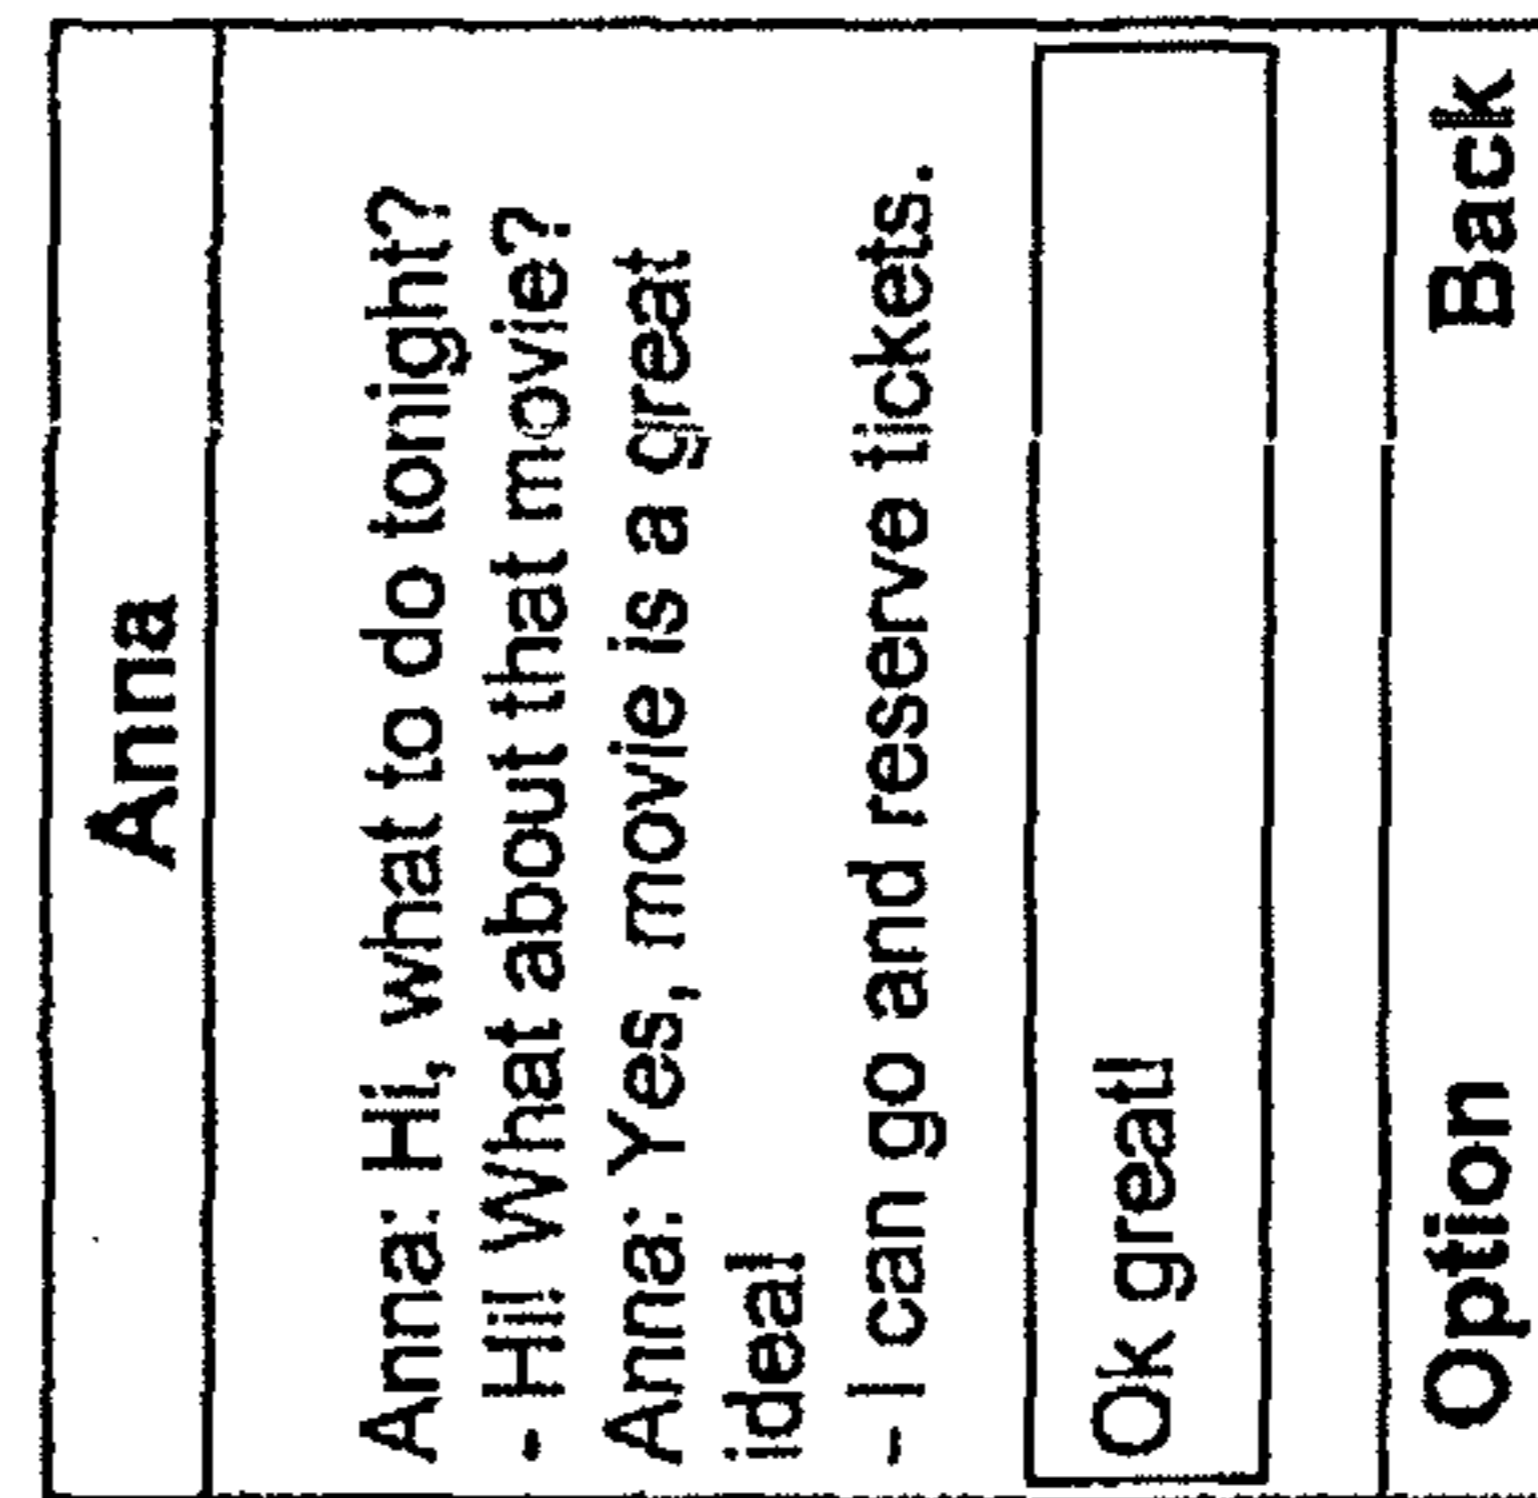 Anna
Anna: Hi, what to do tonight?
- Hi! What about that movie?
Anna: Yes, movie is a great
idea!
- I can go and reserve tickets.
Ok great!
Option Back